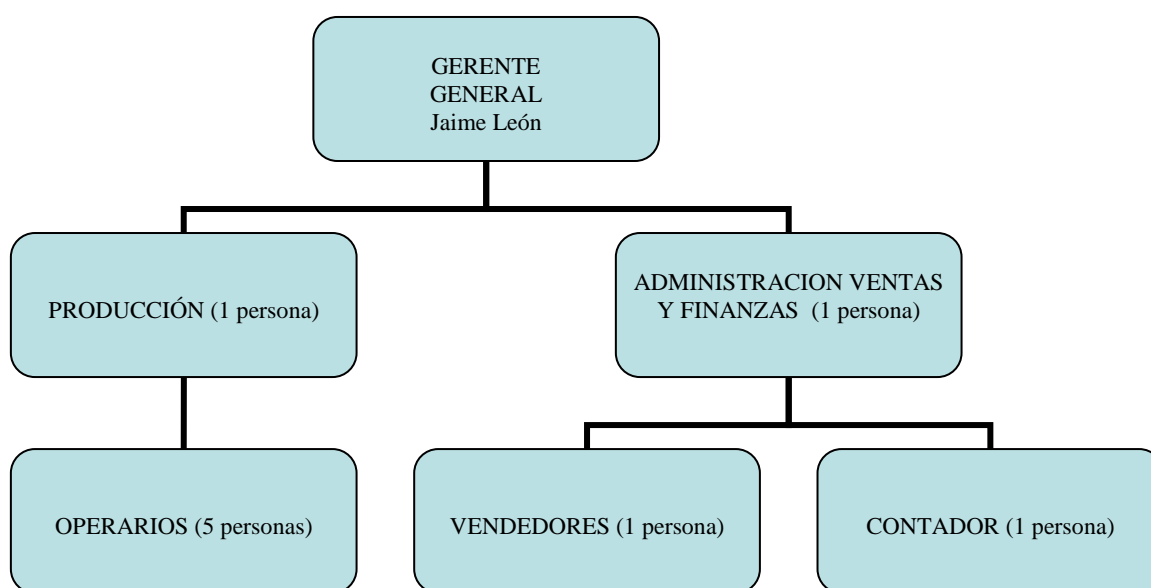 GERENTE
GENERAL
Jaime León
PRODUCCIÓN (1 persona)
ADMINISTRACION VENTAS
Y FINANZAS (1 persona)
OPERARIOS (5 personas)
VENDEDORES (1 persona)
CONTADOR (1 persona)